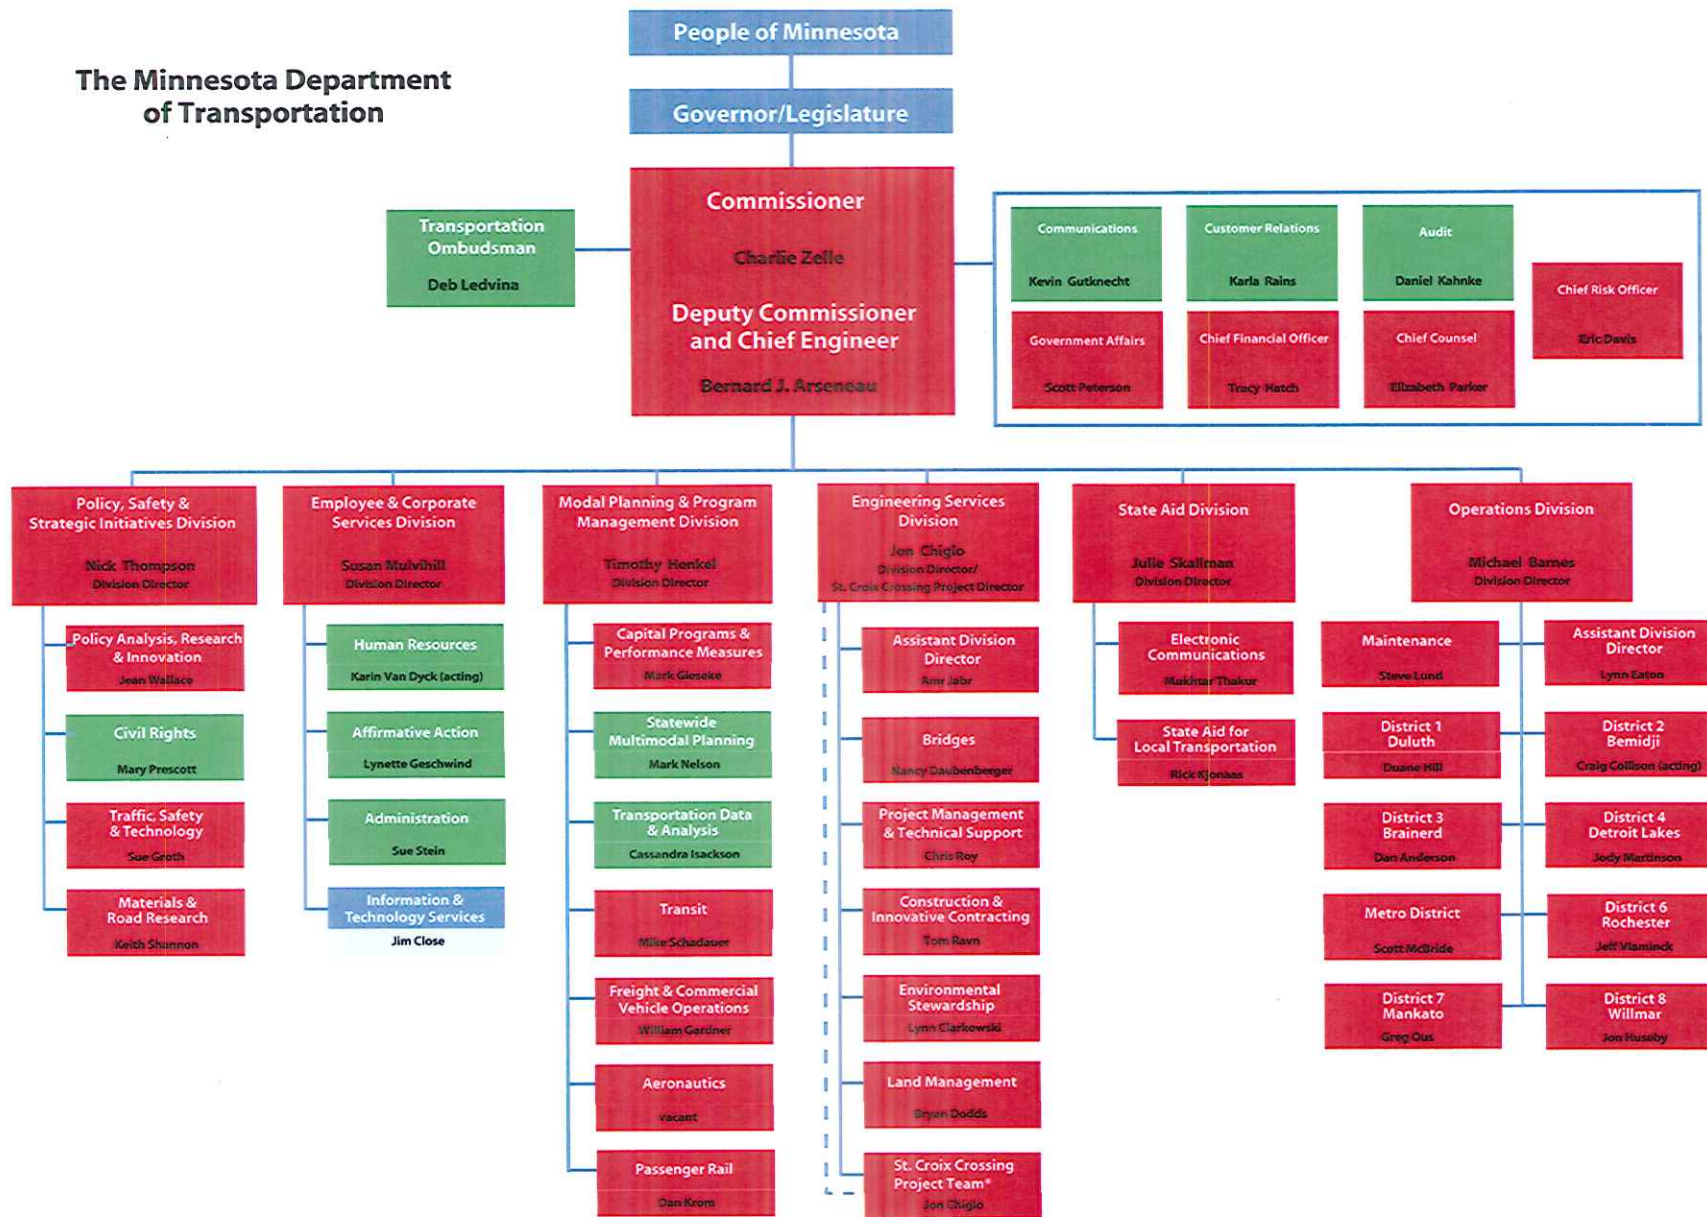 The Minnesota Department
of Transportation
People of Minnesota
Governor/Legislature
Commissioner
Charlie Zelle
Deputy Commissioner
and Chief Engineer
Bernard J. Arseneau
Transportation
Ombudsman
Deb Ledvina
Communications
Kevin Gutknecht
Customer Relations
Karla Rains
Audit
Daniel Kahnke
Chief Risk Officer
Eric Davis
Government Affairs
Scott Peterson
Chief Financial Officer
Tracy Hatch
Chief Counsel
Elizabeth Parker
Policy, Safety &
Strategic Initiatives Division
Nick Thompson
Division Director
Policy Analysis, Research
& Innovation
Jean Wallace
Civil Rights
Mary Prescott
Traffic, Safety
& Technology
Sue Groth
Materials &
Road Research
Keith Shannon
Employee & Corporate
Services Division
Susan Mulvihill
Division Director
Human Resources
Karin Van Dyck (acting)
Affirmative Action
Lynette Geschwind
Administration
Sue Stein
Information &
Technology Services
Jim Close
Modal Planning & Program
Management Division
Timothy Henkel
Division Director
Capital Programs &
Performance Measures
Mark Gieseke
Statewide
Multimodal Planning
Mark Nelson
Transportation Data
& Analysis
Cassandra Isackson
Transit
Mike Schadauer
Freight & Commercial
Vehicle Operations
William Gardner
Aeronautics
vacant
Passenger Rail
Dan Krom
Engineering Services
Division
Jon Chiglo
Division Director/
St. Croix Crossing Project Director
Assistant Division
Director
Amr Jabr
Bridges
Nancy Daubenberger
Project Management
& Technical Support
Chris Roy
Construction &
Innovative Contracting
Tom Ravn
Environmental
Stewardship
Lynn Clarkowski
Land Management
Bryan Dodds
St. Croix Crossing
Project Team*
Jon Chiglo
State Aid Division
Julie Skallman
Division Director
Electronic
Communications
Mukhtar Thakur
State Aid for
Local Transportation
Rick Kjonaas
Operations Division
Michael Barnes
Division Director
Maintenance
Steve Lund
Assistant Division
Director
Lynn Eaton
District 1
Duluth
Duane Hill
District 2
Bemidji
Craig Collison (acting)
District 3
Brainerd
Dan Anderson
District 4
Detroit Lakes
Jody Martinson
Metro District
Scott McBride
District 6
Rochester
Jeff Vlaminck
District 7
Mankato
Greg Ous
District 8
Willmar
Jon Huseby